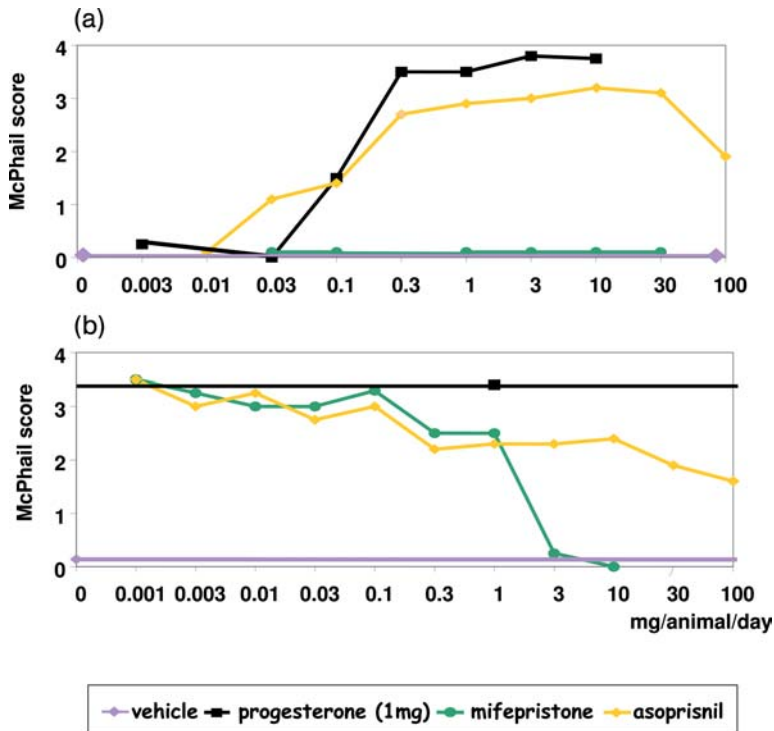 (a)
McPhail score
4
3
2
1
0
0 0.003 0.01 0.03 0.1 0.3 1 3 10 30 100
(b)
McPhail score
4
3
2
1
0
0 0.001 0.003 0.01 0.03 0.1 0.3 1 3 10 30 100
mg/animal/day
vehicle progesterone (1mg) mifepristone asoprisnil